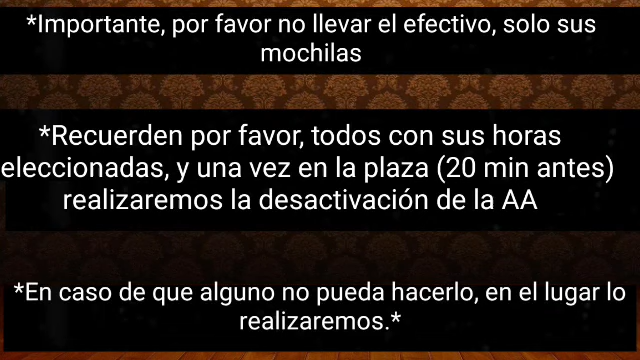 *Importante, por favor no llevar el efectivo, solo sus
mochilas
*Recuerden por favor, todos con sus horas
eleccionadas, y una vez en la plaza (20 min antes)
realizaremos la desactivación de la AA
*En caso de que alguno no pueda hacerlo, en el lugar lo
realizaremos.*